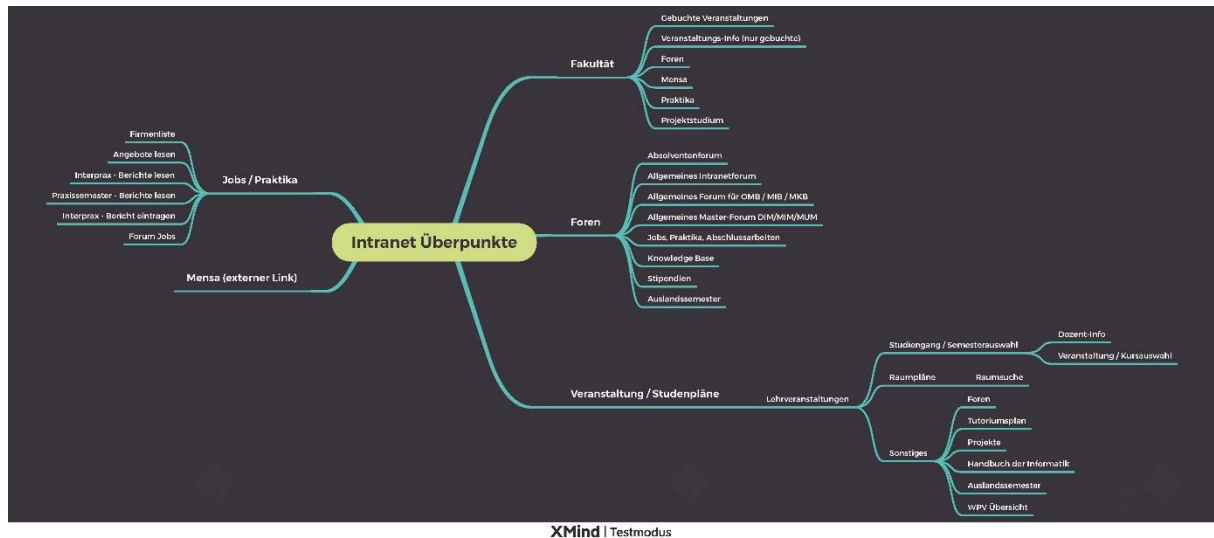 Intranet Überpunkte
Fakultät
Gebuchte Veranstaltungen
Veranstaltungs-Info (nur gebuchte)
Foren
Mensa
Praktika
Projektstudium
Foren
Absolventenforum
Allgemeines Intranetforum
Allgemeines Forum für OMB / MIB / MKB
Allgemeines Master-Forum DIM/MIM/MUM
Jobs, Praktika, Abschlussarbeiten
Knowledge Base
Stipendien
Auslandssemester
Veranstaltung / Studenpläne
Lehrveranstaltungen
Studiengang / Semesterauswahl
Dozent-Info
Veranstaltung / Kursauswahl
Raumpläne
Raumsuche
Sonstiges
Foren
Tutoriumsplan
Projekte
Handbuch der Informatik
Auslandssemester
WPV Übersicht
Jobs / Praktika
Firmenliste
Angebote lesen
Interprax - Berichte lesen
Praxissemester - Berichte lesen
Interprax - Bericht eintragen
Forum Jobs
Mensa (externer Link)
XMind | Testmodus